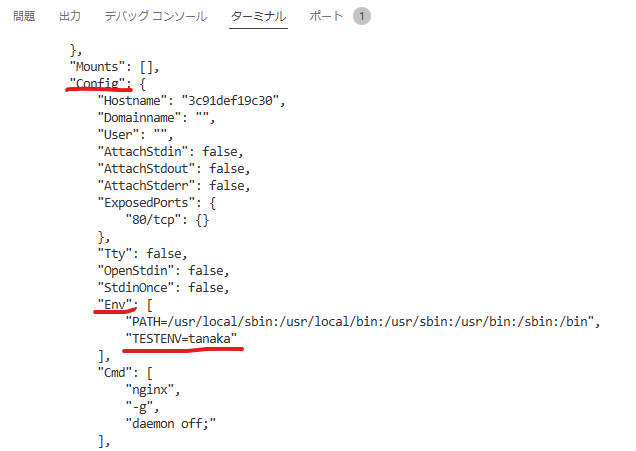 問題 出力 デバッグ コンソール ターミナル ポート 1
},
"Mounts": [],
"Config": {
"Hostname": "3c91def19c30",
"Domainname": "",
"User": "",
"AttachStdin": false,
"AttachStdout": false,
"AttachStderr": false,
"ExposedPorts": {
"80/tcp": {}
},
"Tty": false,
"OpenStdin": false,
"StdinOnce": false,
"Env": [
"PATH=/usr/local/sbin:/usr/local/bin:/usr/sbin:/usr/bin:/sbin:/bin",
"TESTENV=tanaka"
],
"Cmd": [
"nginx",
"-g",
"daemon off;"
],